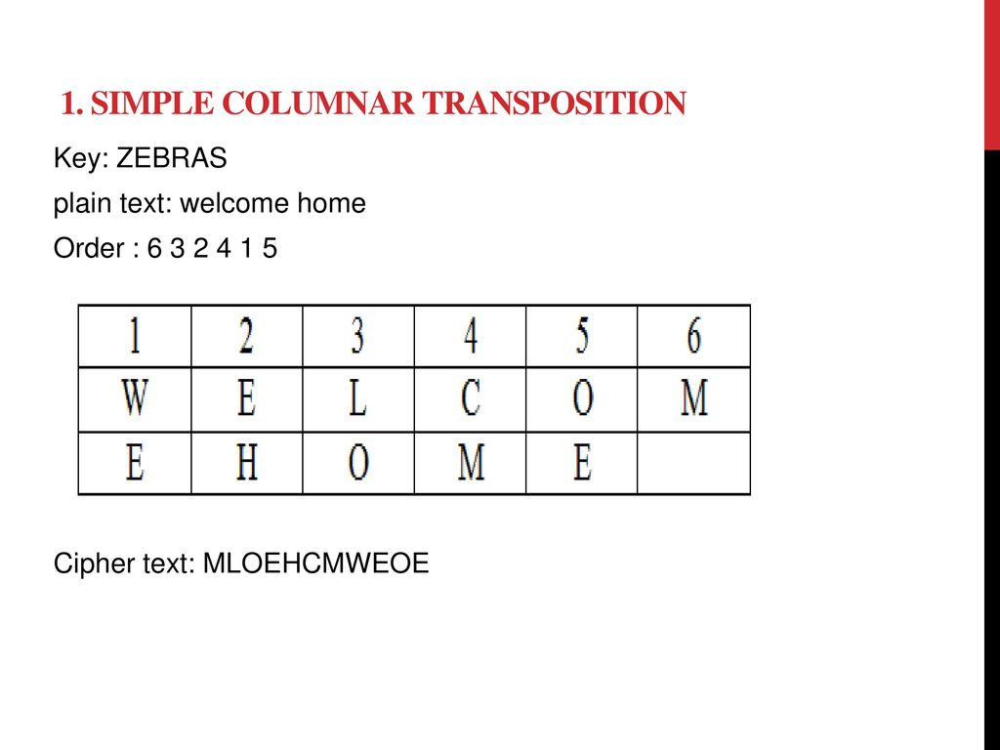 1. SIMPLE COLUMNAR TRANSPOSITION
Key: ZEBRAS
plain text: welcome home
Order : 6 3 2 4 1 5
1 2 3 4 5 6
W E L C O M
E H O M E
Cipher text: MLOEHCMWEOE